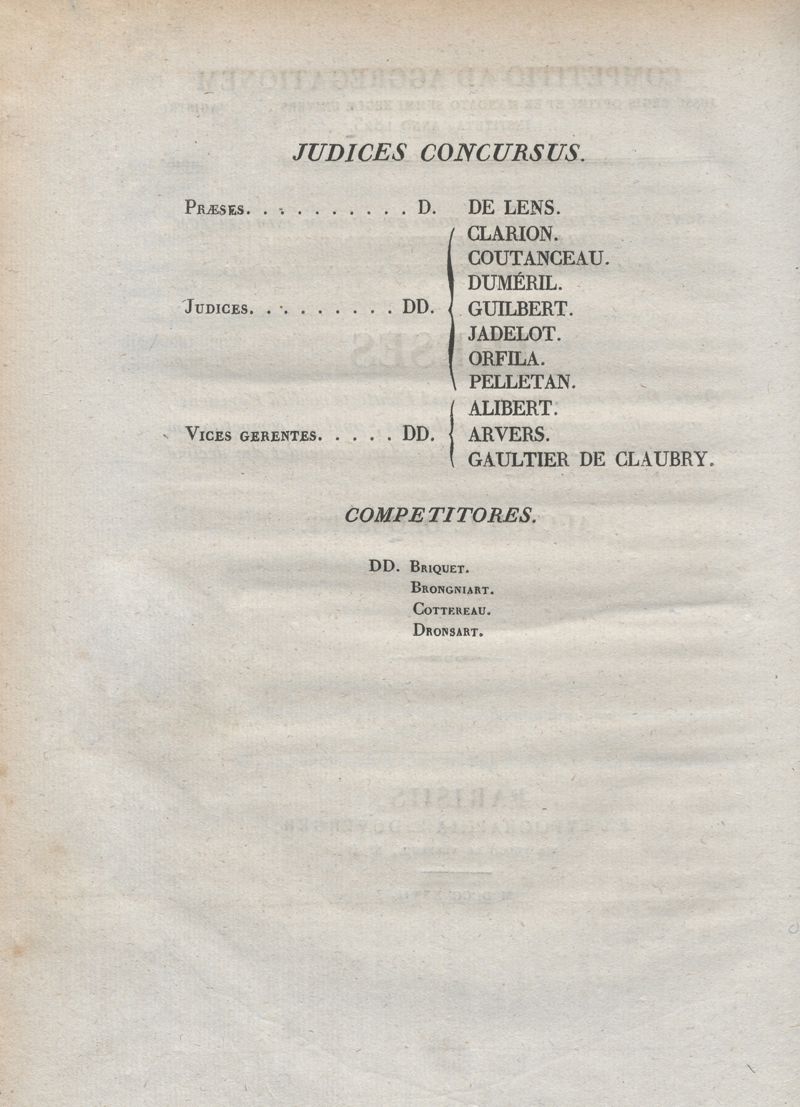 JUDICES CONCURSUS.
PRÆSES. . . . . . . . . . . D. DE LENS.
CLARION.
COUTANCEAU.
DUMÉRIL.
JUDICES. . . . . . . . . . DD. GUILBERT.
JADELOT.
ORFILA.
PELLETAN.
ALIBERT.
VICES GERENTES. . . . . . DD. ARVERS.
GAULTIER DE CLAUBRY.
COMPETITORES.
DD. BRIQUET.
BRONGNIART.
COTTEREAU.
DRONSART.